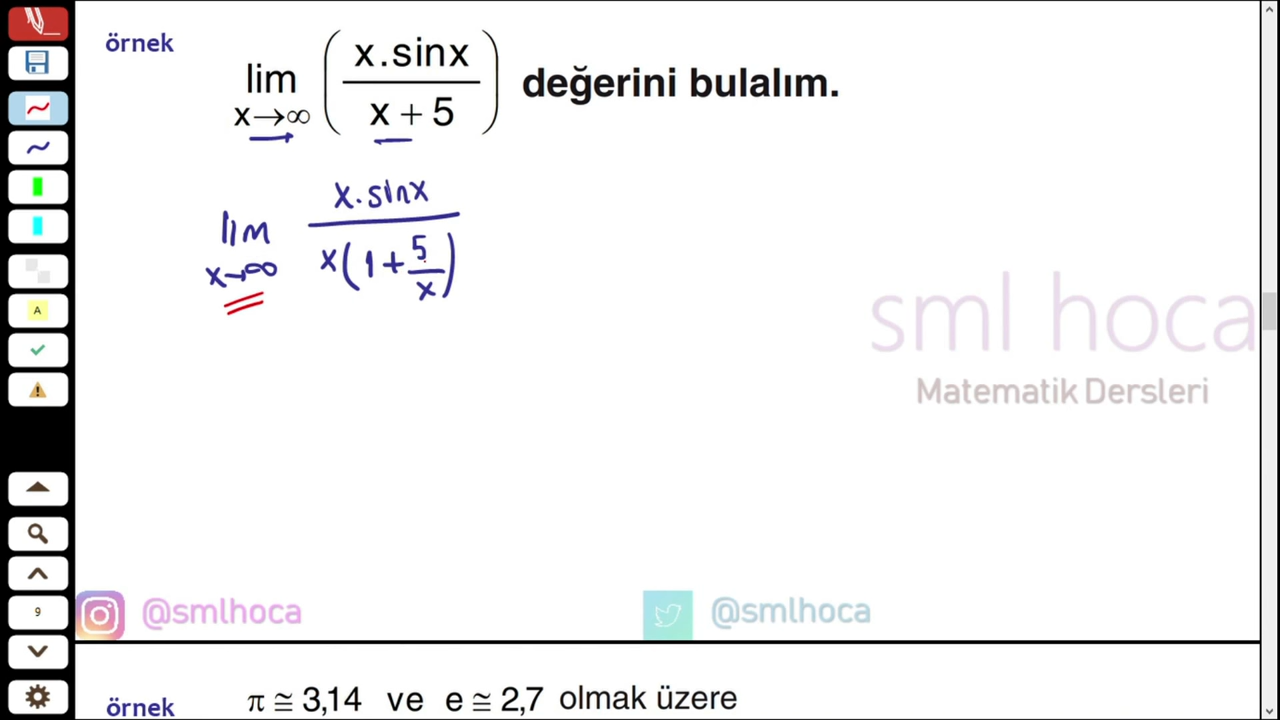 örnek
lim x→∞ ( x.sinx / x + 5 ) değerini bulalım.
lim x→∞ x.sinx / x(1 + 5/x)
sml hoca
Matematik Dersleri
A
9
@smlhoca
@smlhoca
örnek π ≅ 3,14 ve e ≅ 2,7 olmak üzere